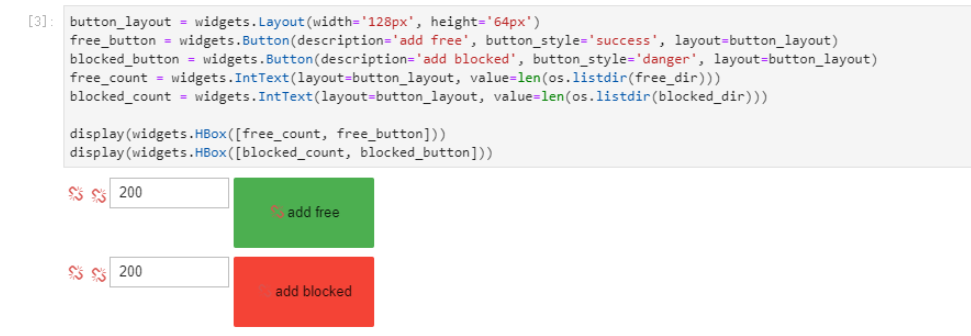 [3]: button_layout = widgets.Layout(width='128px', height='64px')
free_button = widgets.Button(description='add free', button_style='success', layout=button_layout)
blocked_button = widgets.Button(description='add blocked', button_style='danger', layout=button_layout)
free_count = widgets.IntText(layout=button_layout, value=len(os.listdir(free_dir)))
blocked_count = widgets.IntText(layout=button_layout, value=len(os.listdir(blocked_dir)))
display(widgets.HBox([free_count, free_button]))
display(widgets.HBox([blocked_count, blocked_button]))
200 add free
200 add blocked